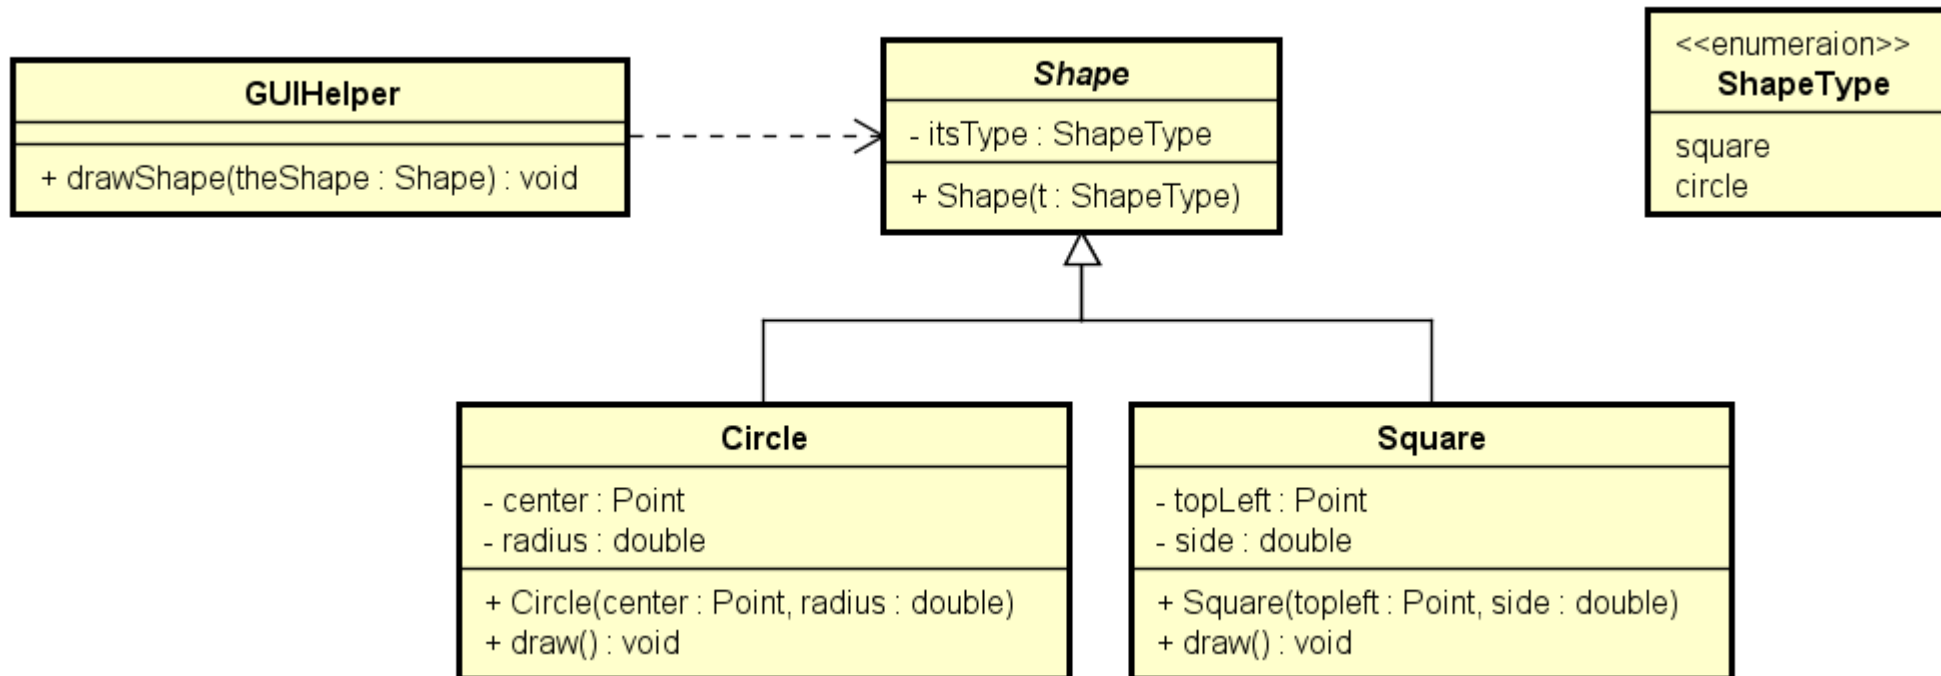 GUIHelper
+ drawShape(theShape : Shape) : void
Shape
- itsType : ShapeType
+ Shape(t : ShapeType)
<<enumeraion>>
ShapeType
square
circle
Circle
- center : Point
- radius : double
+ Circle(center : Point, radius : double)
+ draw() : void
Square
- topLeft : Point
- side : double
+ Square(topleft : Point, side : double)
+ draw() : void